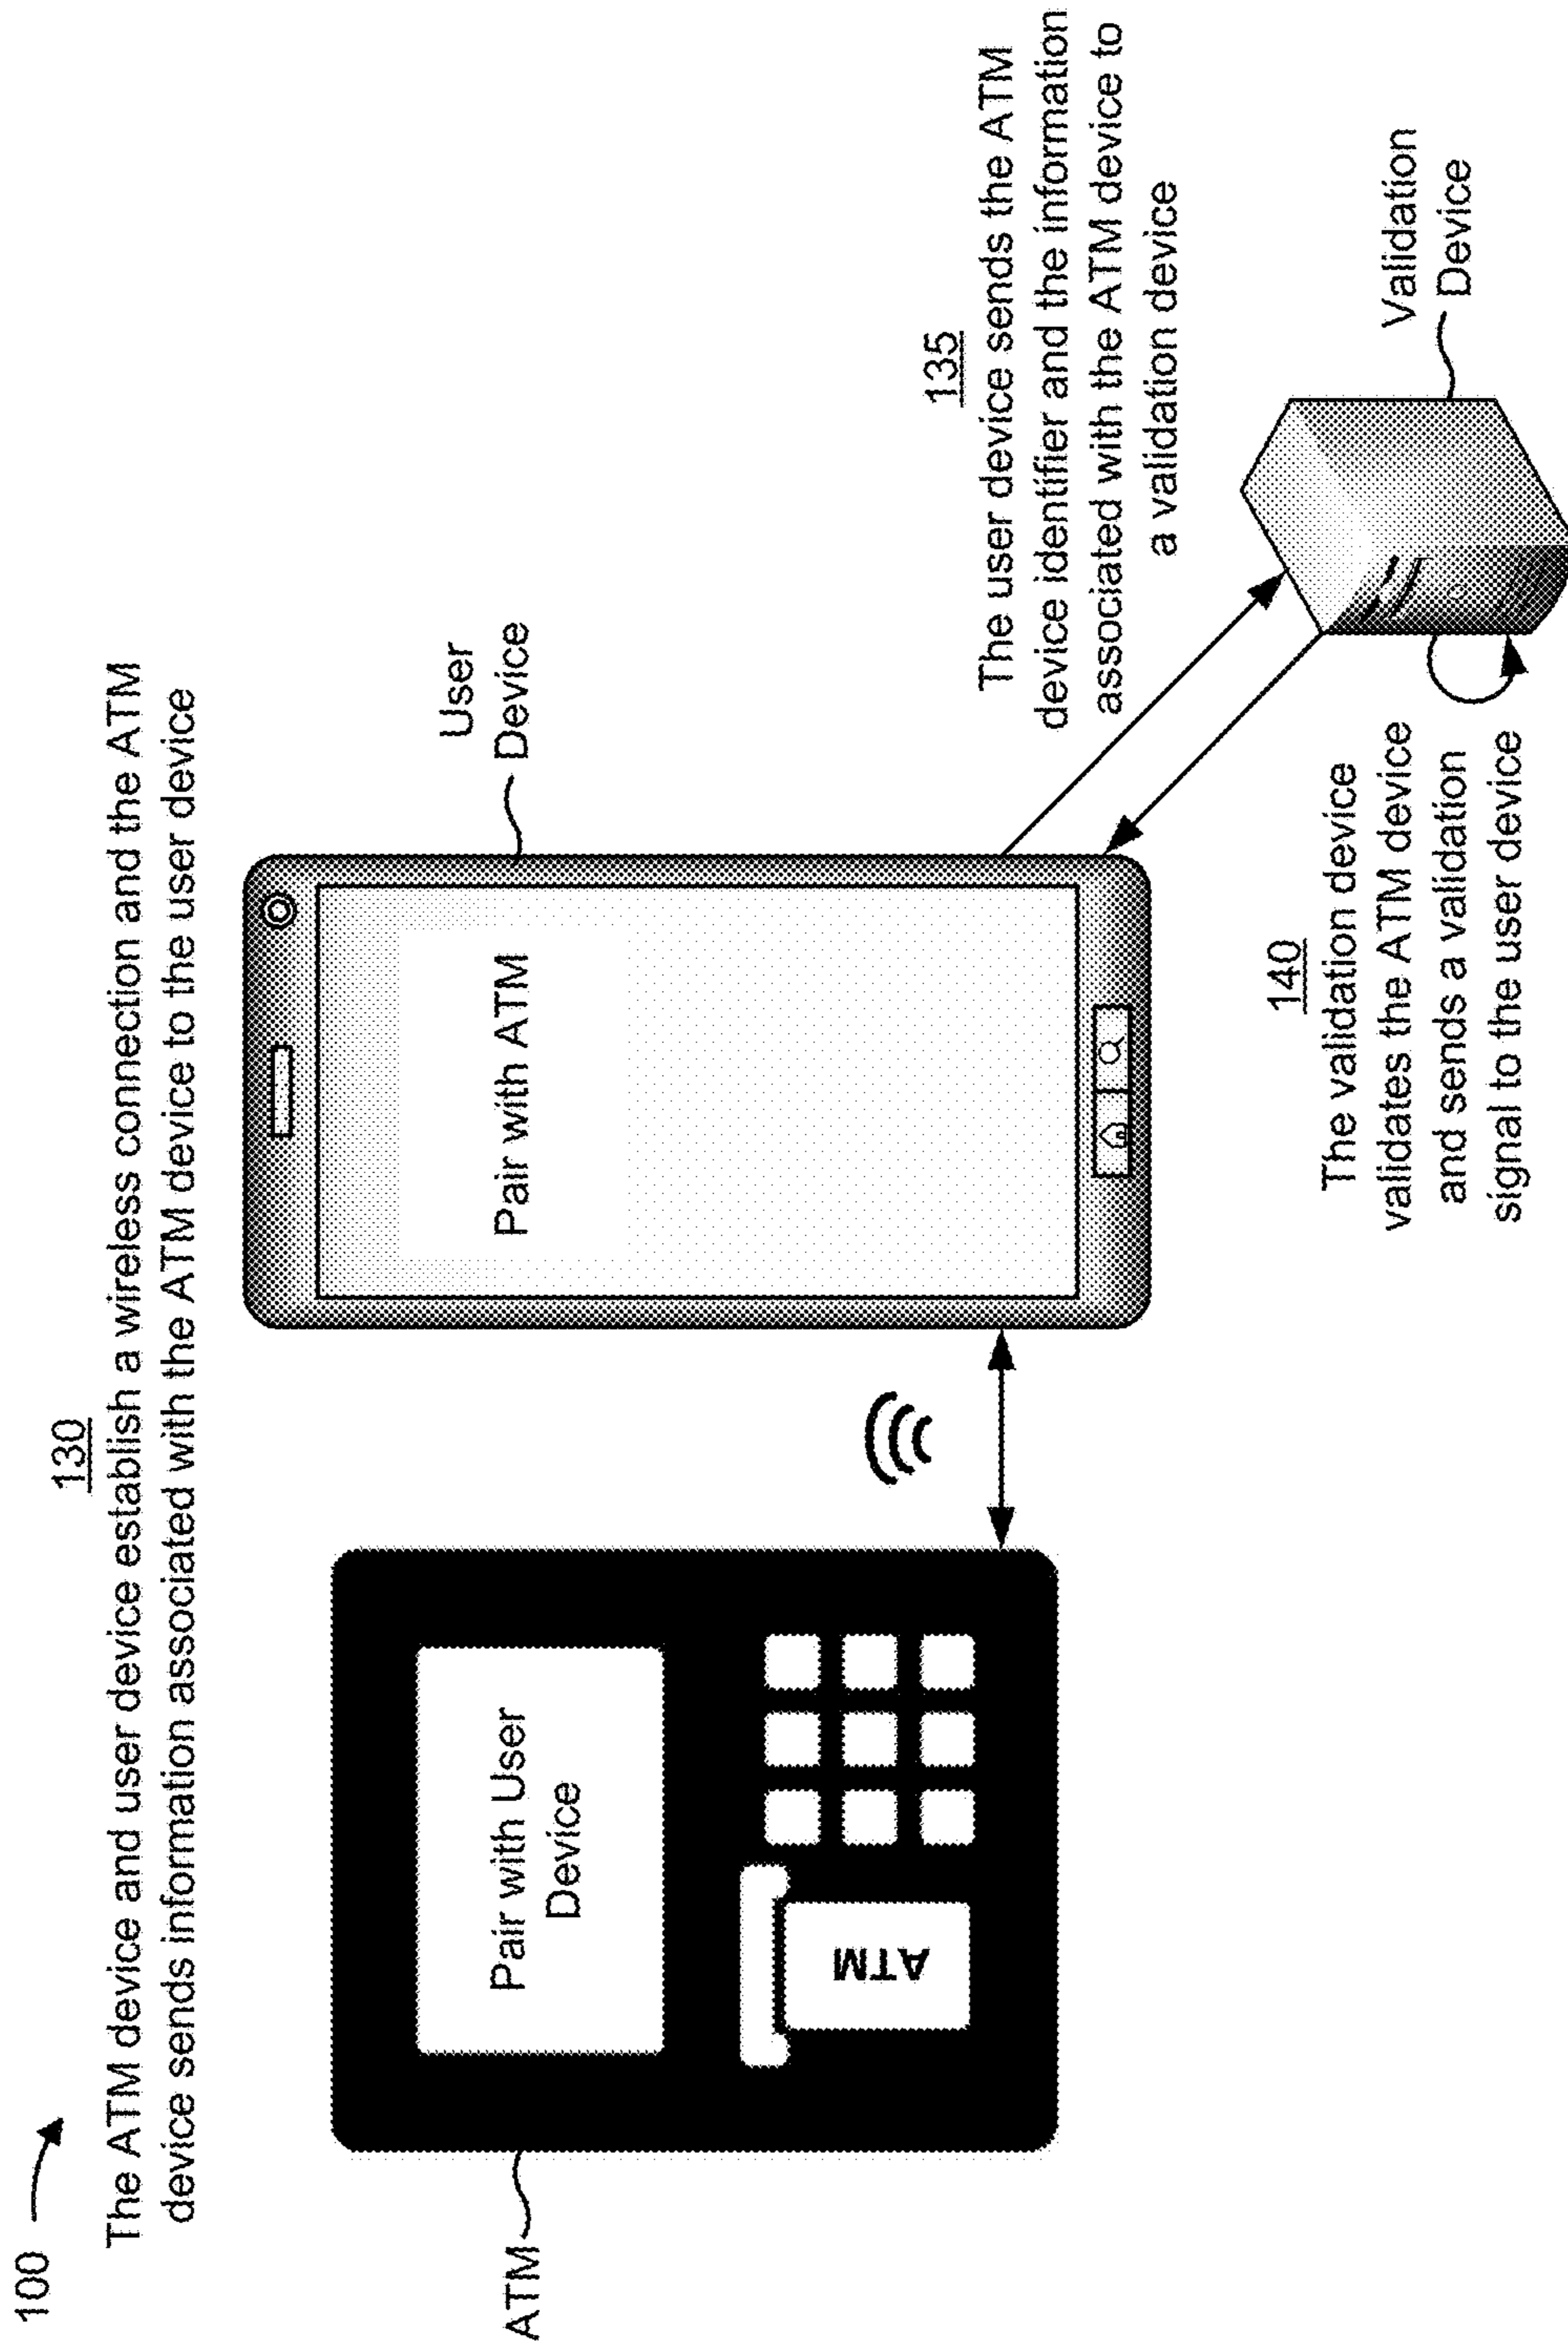 100
130
The ATM device and user device establish a wireless connection and the ATM
device sends information associated with the ATM device to the user device
ATM
Pair with User
Device
ATM
Pair with ATM
User
Device
135
The user device sends the ATM
device identifier and the information
associated with the ATM device to
a validation device
140
The validation device
validates the ATM device
and sends a validation
signal to the user device
Validation
Device